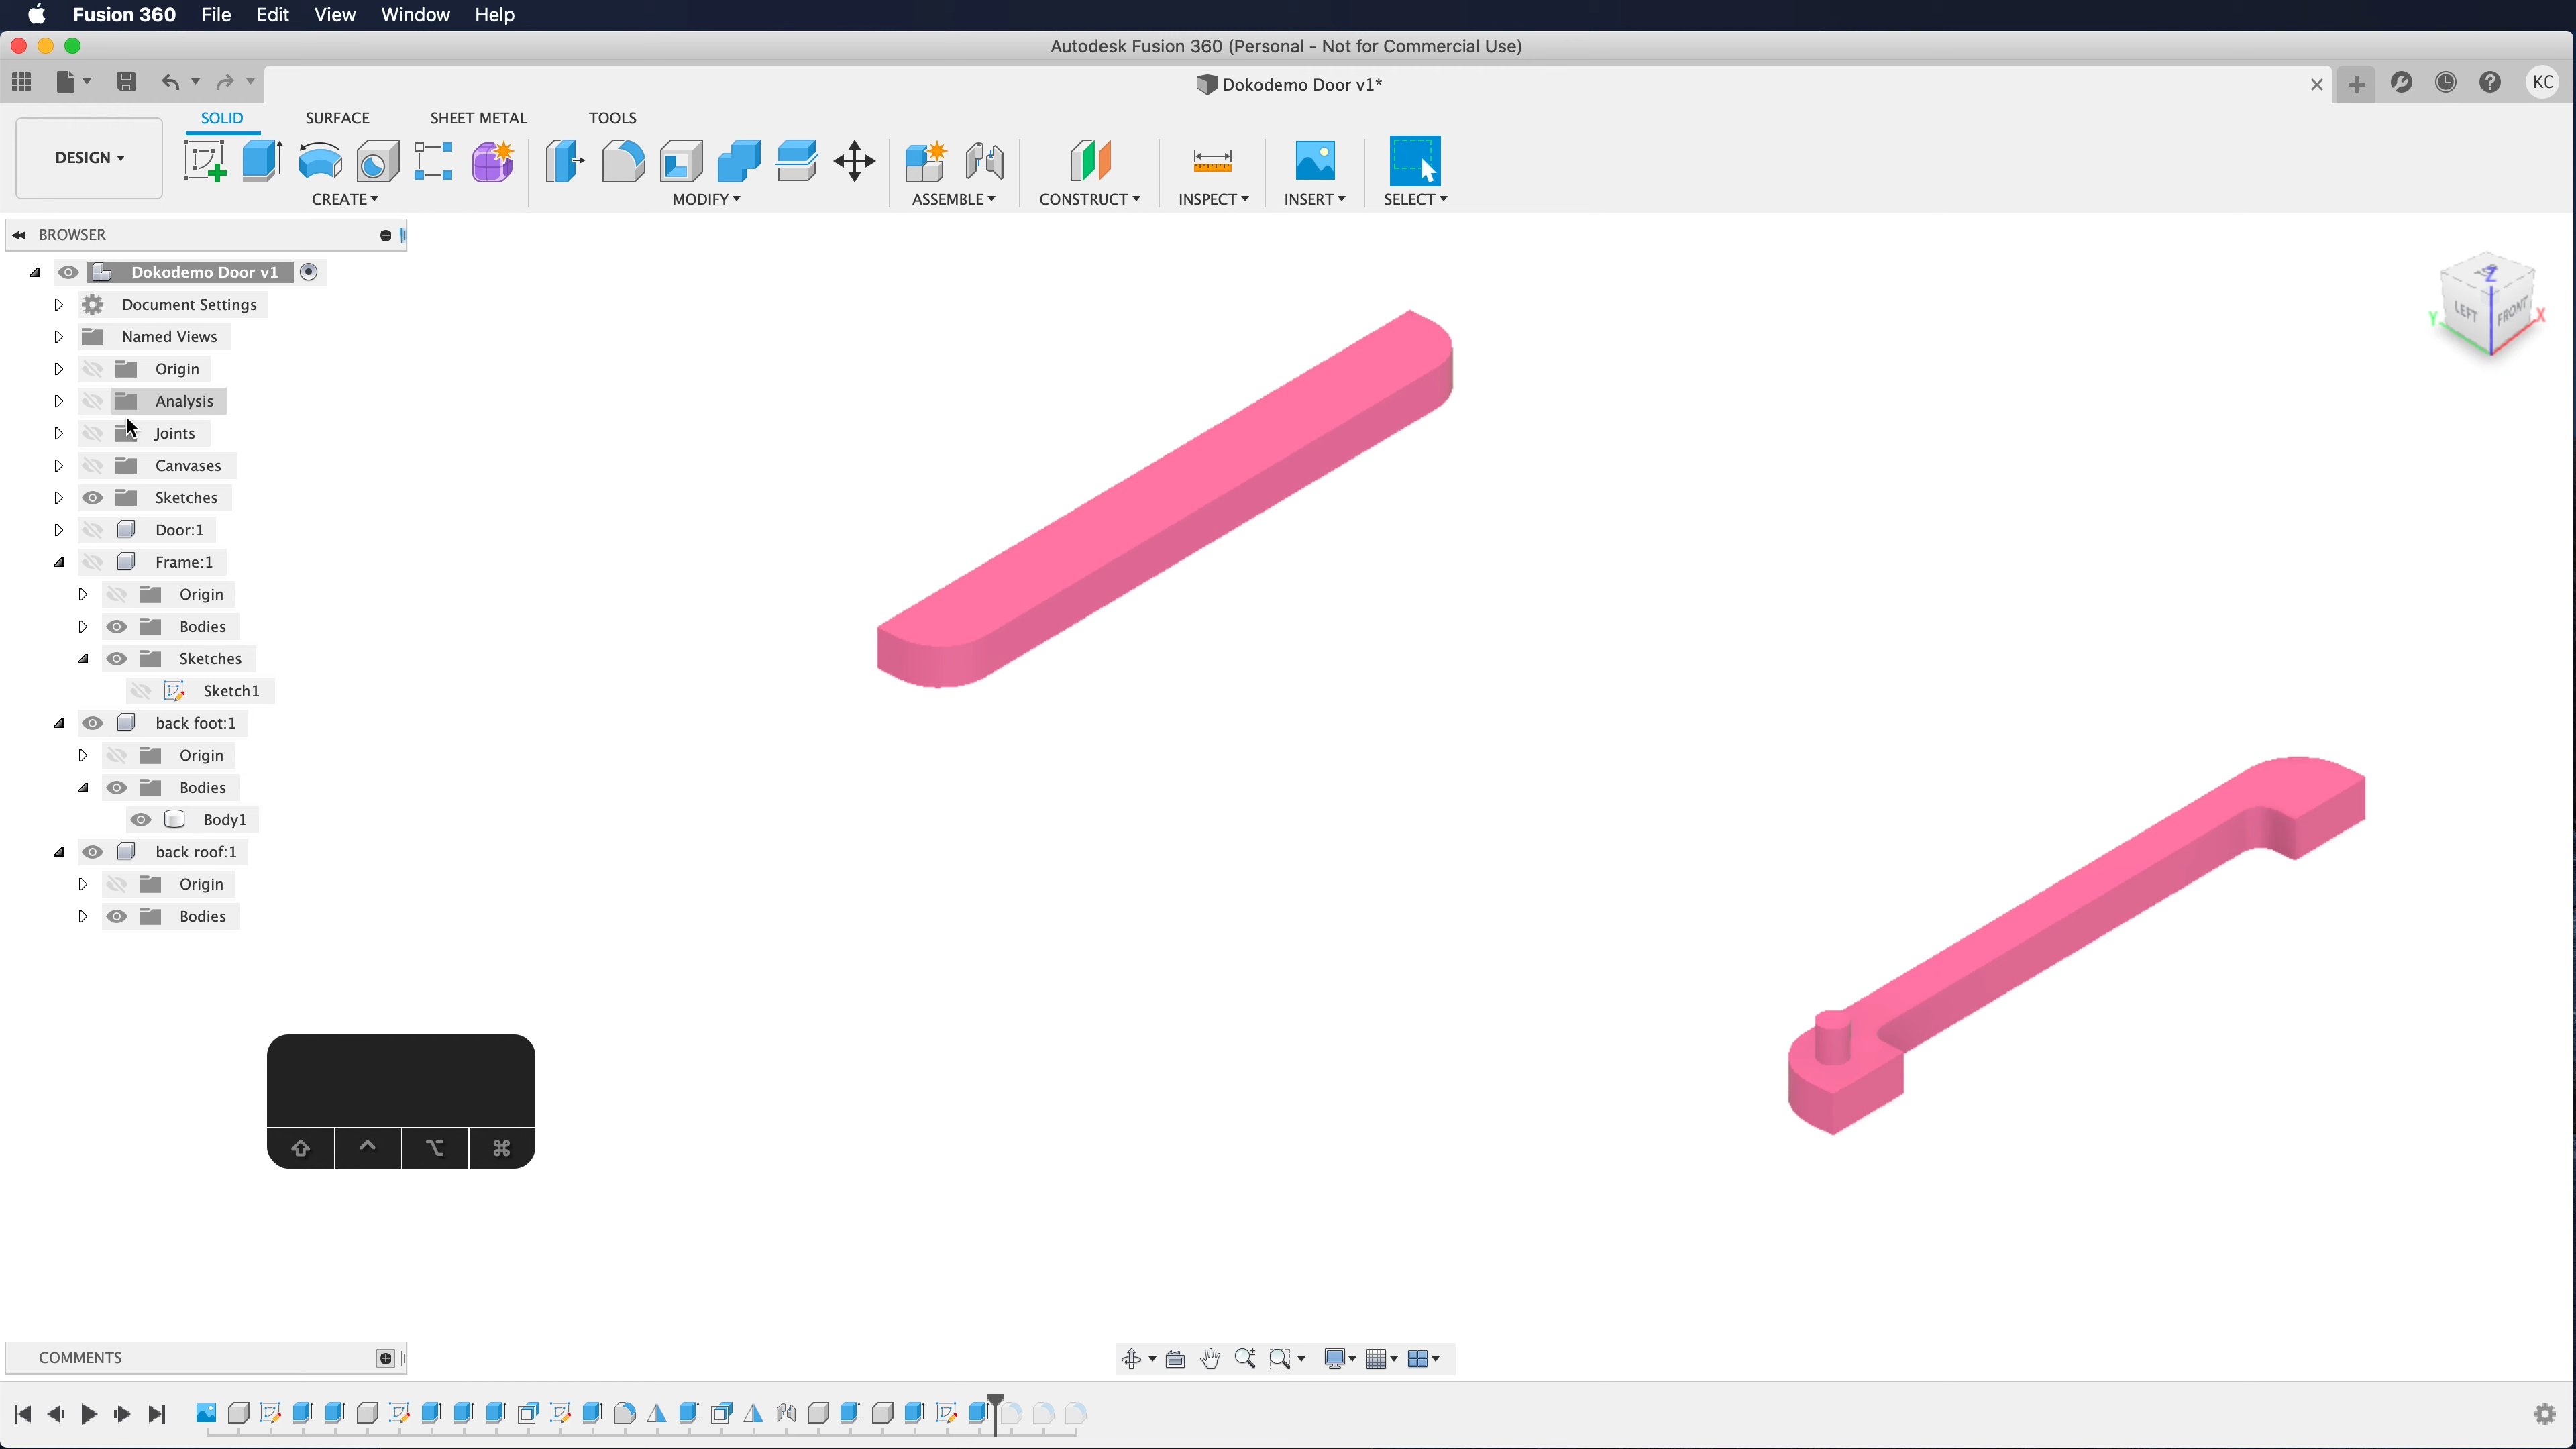 Fusion 360 File Edit View Window Help
Autodesk Fusion 360 (Personal - Not for Commercial Use)
Dokodemo Door v1*
KC
SOLID SURFACE SHEET METAL TOOLS
DESIGN
CREATE MODIFY ASSEMBLE CONSTRUCT INSPECT INSERT SELECT
BROWSER
Dokodemo Door v1
Document Settings
Named Views
Origin
Analysis
Joints
Canvases
Sketches
Door:1
Frame:1
Origin
Bodies
Sketches
Sketch1
back foot:1
Origin
Bodies
Body1
back roof:1
Origin
Bodies
Z
Y
X
LEFT
FRONT
COMMENTS